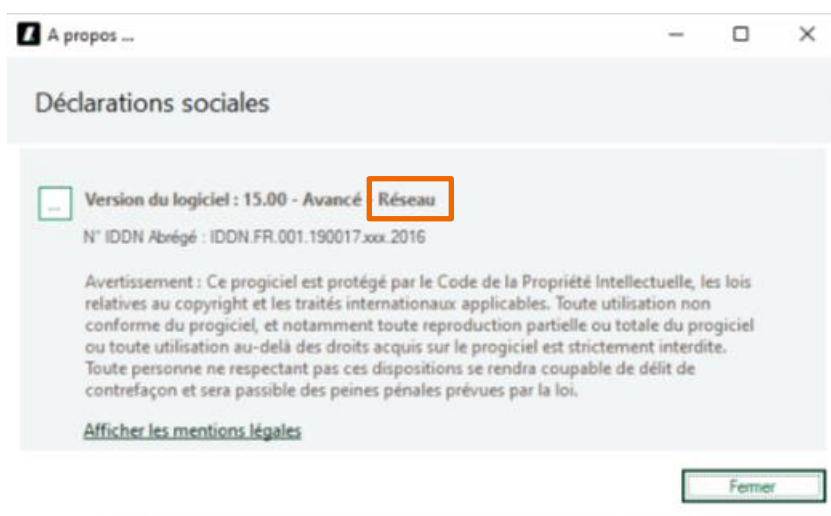 A propos ...
Déclarations sociales
... Version du logiciel : 15.00 - Avancé - Réseau
N° IDDN Abrégé : IDDN.FR.001.190017.xxx.2016
Avertissement : Ce progiciel est protégé par le Code de la Propriété Intellectuelle, les lois
relatives au copyright et les traités internationaux applicables. Toute utilisation non
conforme du progiciel, et notamment toute reproduction partielle ou totale du progiciel
ou toute utilisation au-delà des droits acquis sur le progiciel est strictement interdite.
Toute personne ne respectant pas ces dispositions se rendra coupable de délit de
contrefaçon et sera passible des peines pénales prévues par la loi.
Afficher les mentions légales
Fermer